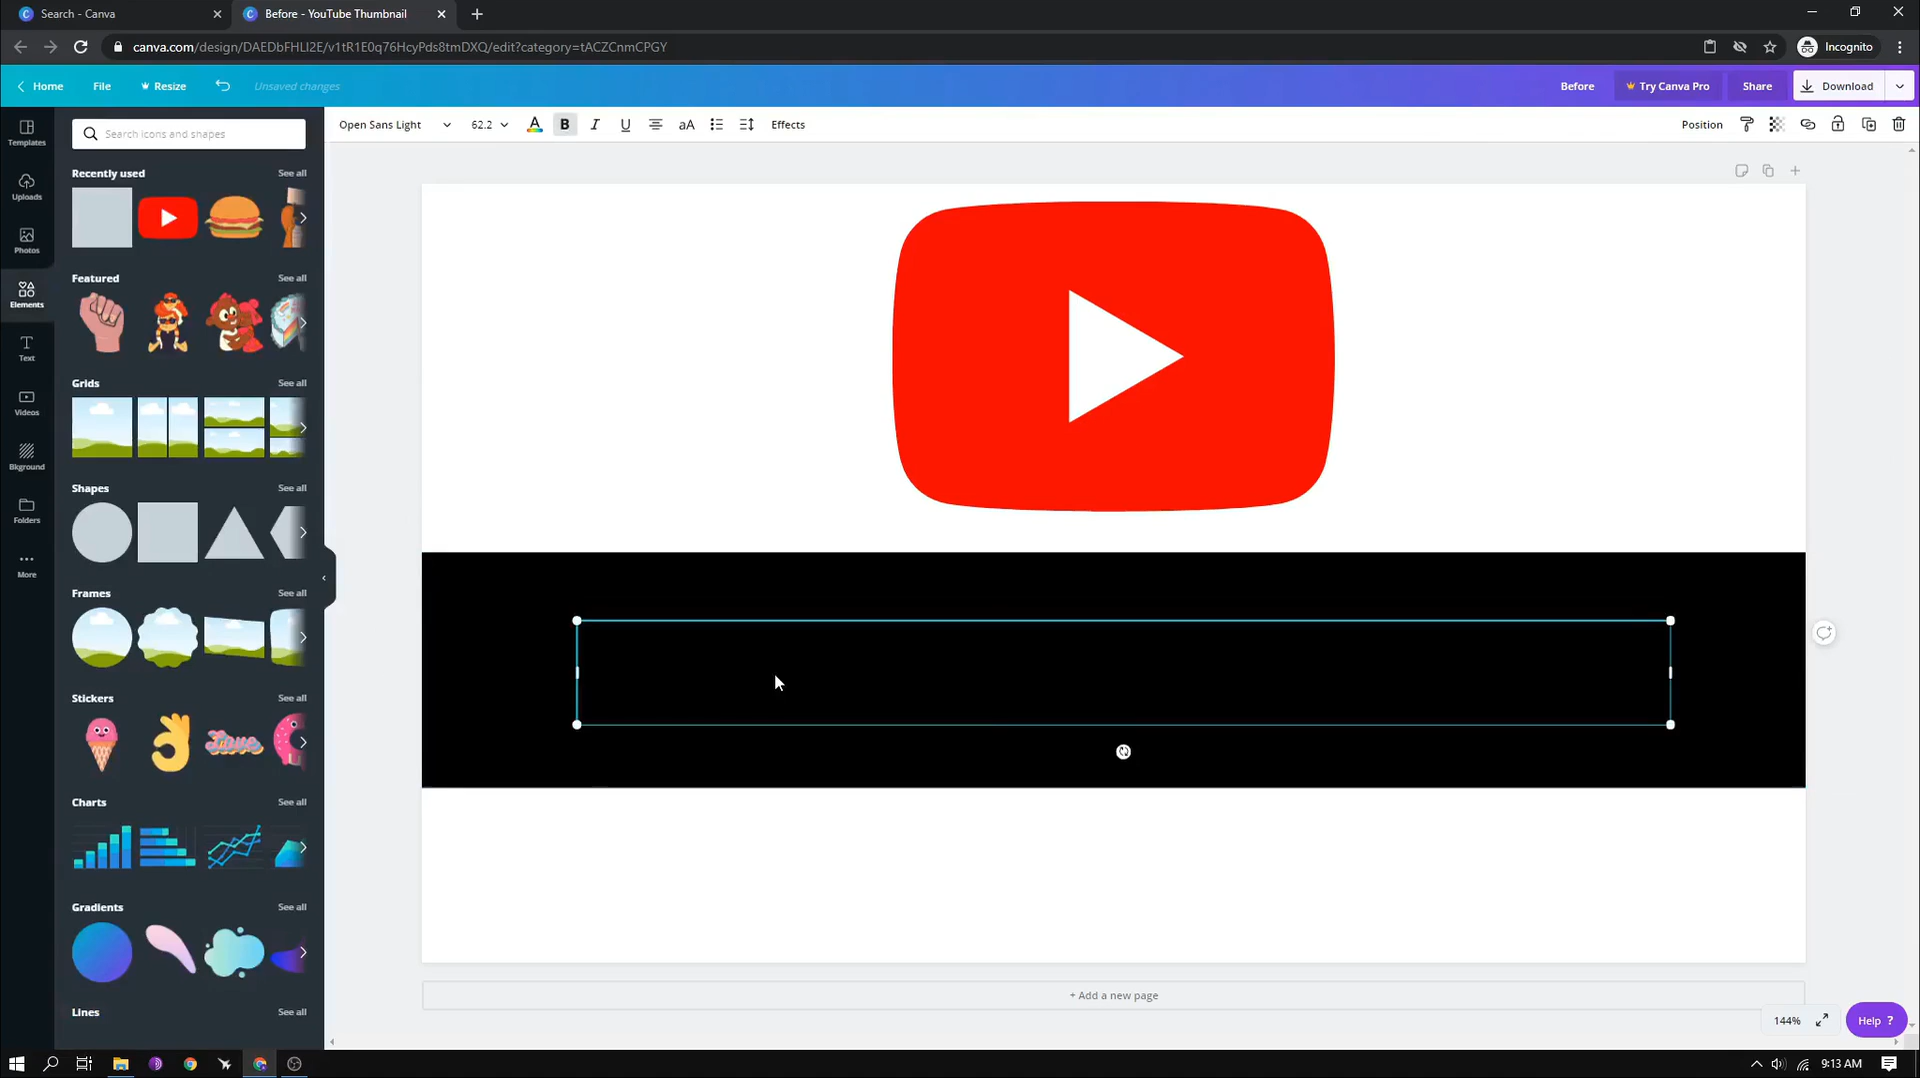 Search - Canva
Before - YouTube Thumbnail
canva.com/design/DAEDbFHLI2E/v1tR1E0q76HcyPds8tmDXQ/edit?category=tACZCnmCPGY
Incognito
Home
File
Resize
Unsaved changes
Before
Try Canva Pro
Share
Download
Templates
Uploads
Photos
Elements
Text
Videos
Bkground
Folders
More
Search icons and shapes
Recently used
See all
Featured
See all
Grids
See all
Shapes
See all
Frames
See all
Stickers
See all
Love
Charts
See all
Gradients
See all
Lines
See all
Open Sans Light
62.2
A
B
I
U
aA
Effects
Position
+ Add a new page
144%
Help ?
9:13 AM